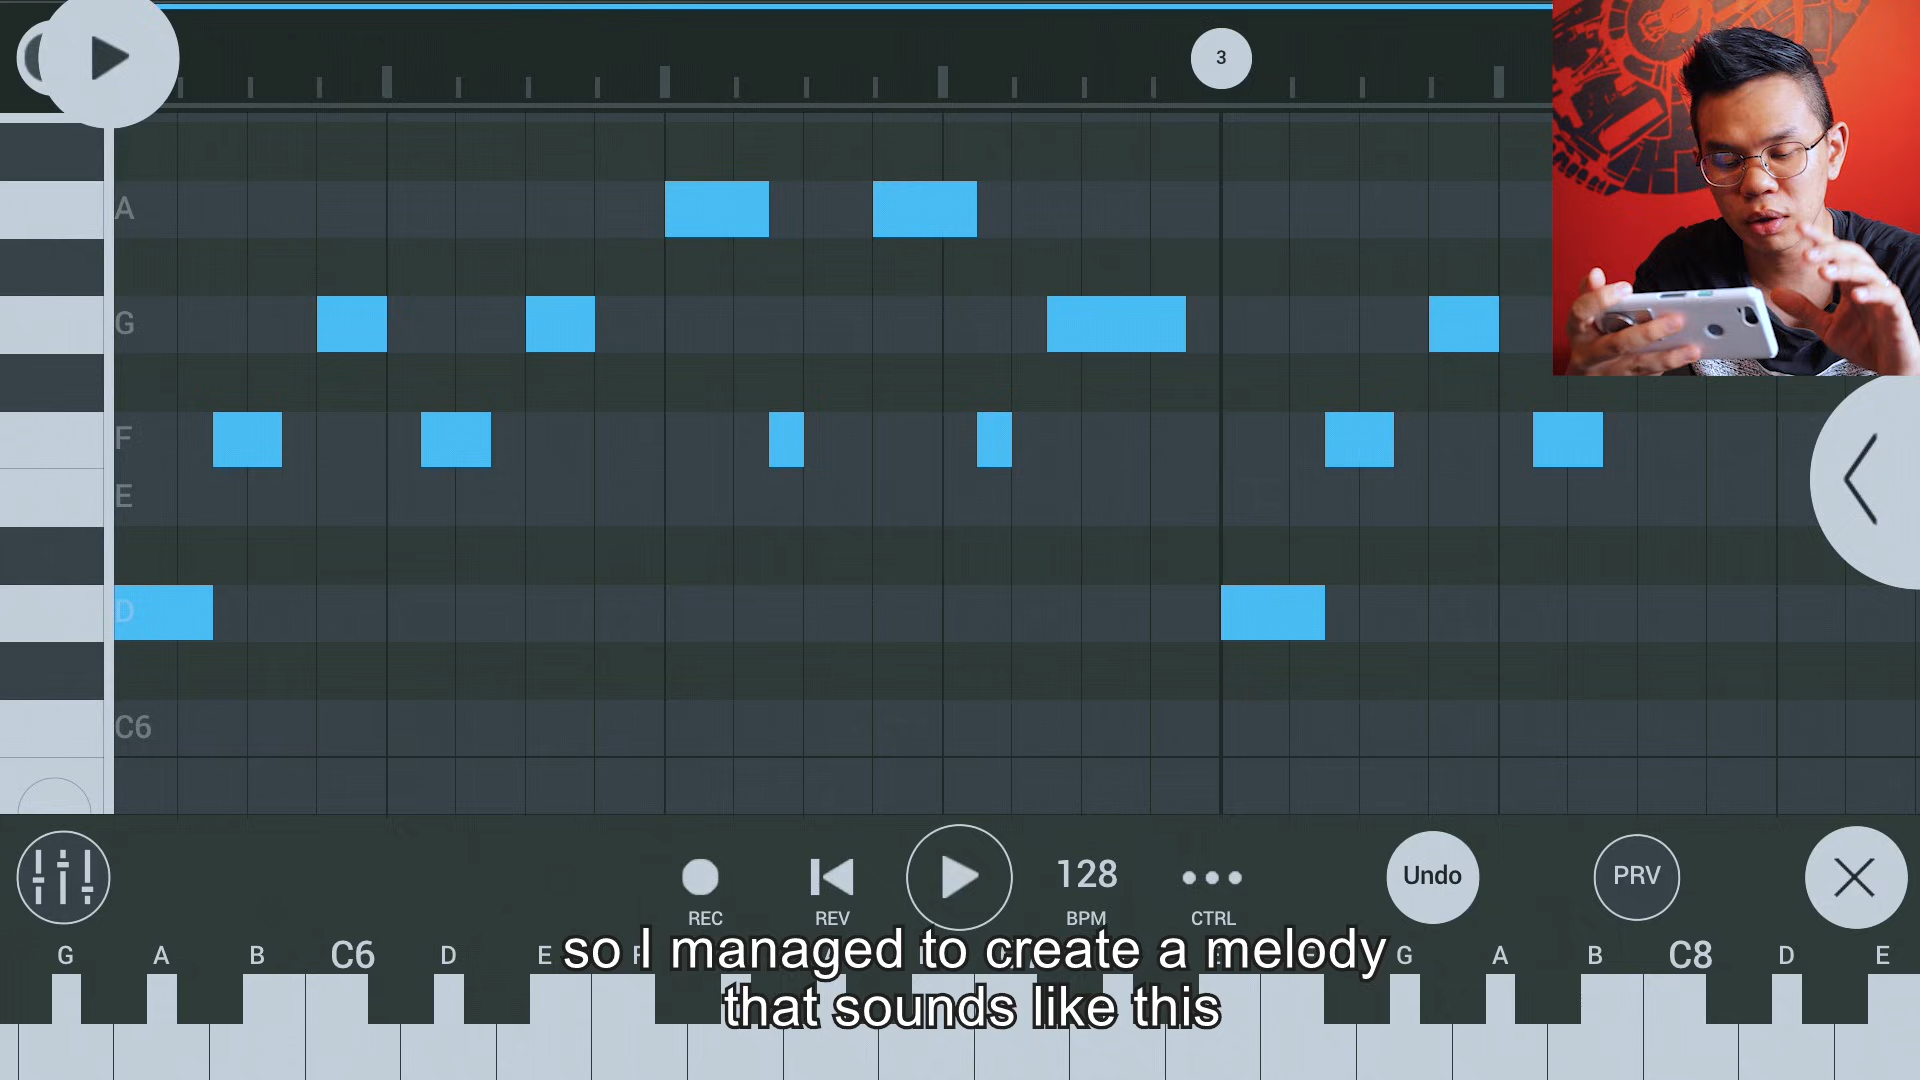 3
A
G
F
E
D
C6
128
Undo
PRV
REC
REV
BPM
CTRL
G A B C6 D E G A B C8 D E
so I managed to create a melody
that sounds like this